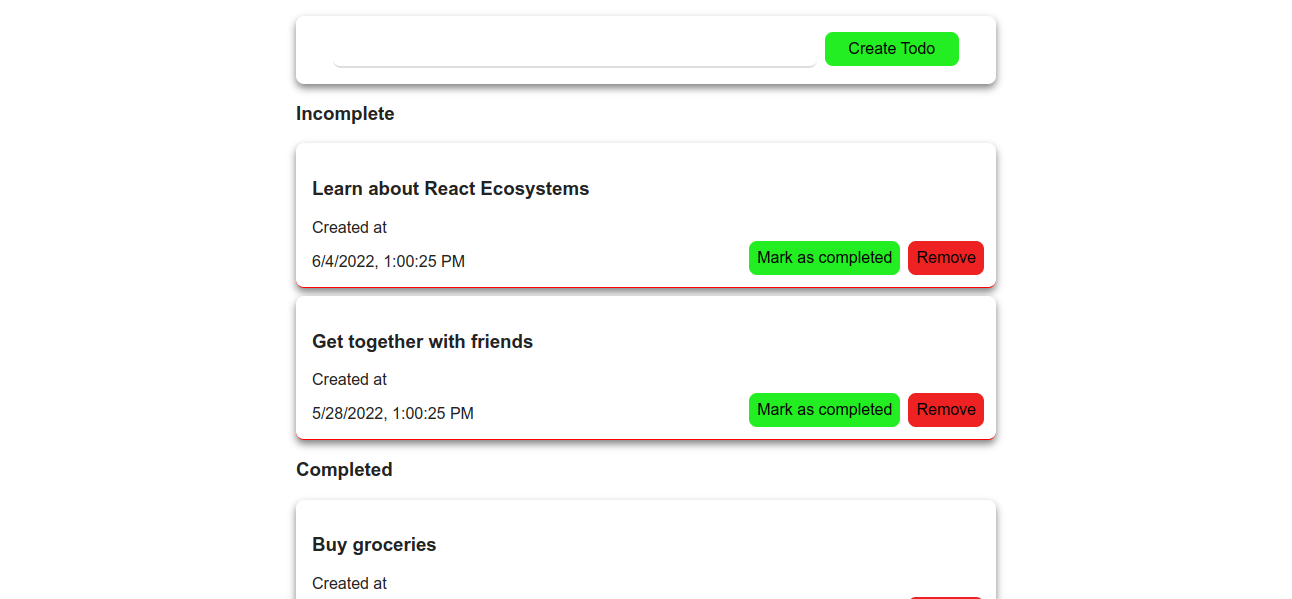 Create Todo
Incomplete
Learn about React Ecosystems
Created at
6/4/2022, 1:00:25 PM
Mark as completed
Remove
Get together with friends
Created at
5/28/2022, 1:00:25 PM
Mark as completed
Remove
Completed
Buy groceries
Created at